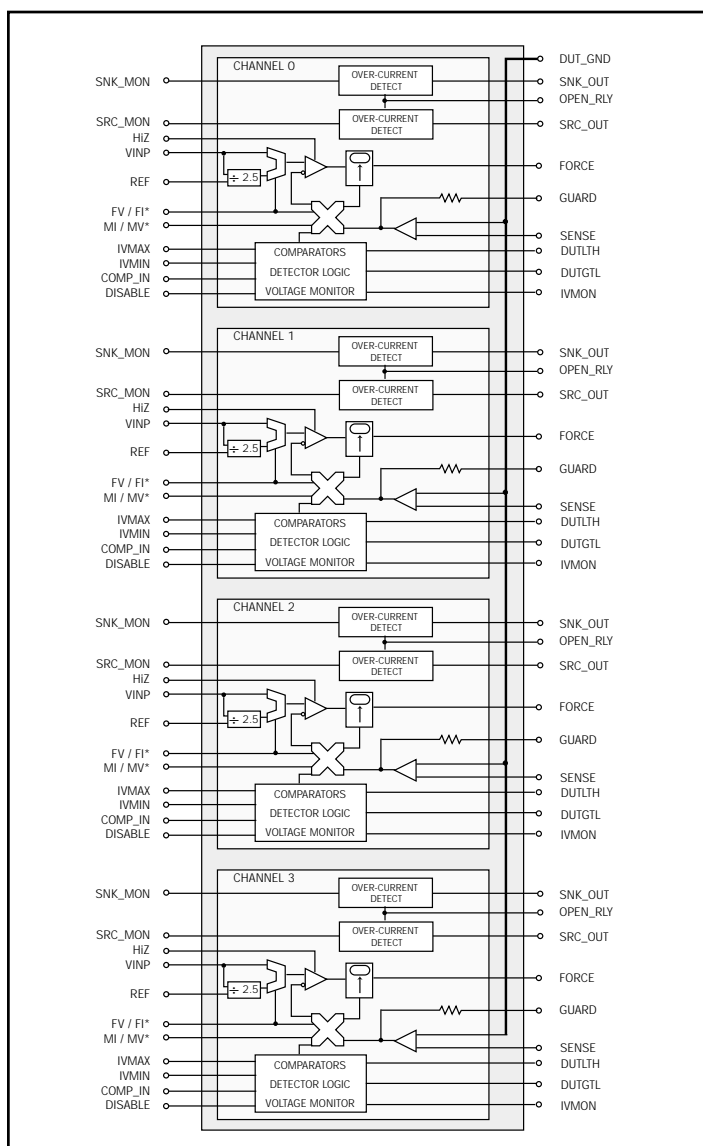 DUT_GND
CHANNEL 0
SNK_MON
OVER-CURRENT
DETECT
SNK_OUT
OPEN_RLY
SRC_MON
OVER-CURRENT
DETECT
SRC_OUT
HiZ
VINP
FORCE
REF
÷ 2.5
GUARD
FV / FI*
MI / MV*
SENSE
IVMAX
COMPARATORS
DUTLTH
IVMIN
DETECTOR LOGIC
DUTGTL
COMP_IN
DISABLE
VOLTAGE MONITOR
IVMON
CHANNEL 1
SNK_MON
OVER-CURRENT
DETECT
SNK_OUT
OPEN_RLY
SRC_MON
OVER-CURRENT
DETECT
SRC_OUT
HiZ
VINP
FORCE
REF
÷ 2.5
GUARD
FV / FI*
MI / MV*
SENSE
IVMAX
COMPARATORS
DUTLTH
IVMIN
DETECTOR LOGIC
DUTGTL
COMP_IN
DISABLE
VOLTAGE MONITOR
IVMON
CHANNEL 2
SNK_MON
OVER-CURRENT
DETECT
SNK_OUT
OPEN_RLY
SRC_MON
OVER-CURRENT
DETECT
SRC_OUT
HiZ
VINP
FORCE
REF
÷ 2.5
GUARD
FV / FI*
MI / MV*
SENSE
IVMAX
COMPARATORS
DUTLTH
IVMIN
DETECTOR LOGIC
DUTGTL
COMP_IN
DISABLE
VOLTAGE MONITOR
IVMON
CHANNEL 3
SNK_MON
OVER-CURRENT
DETECT
SNK_OUT
OPEN_RLY
SRC_MON
OVER-CURRENT
DETECT
SRC_OUT
HiZ
VINP
FORCE
REF
÷ 2.5
GUARD
FV / FI*
MI / MV*
SENSE
IVMAX
COMPARATORS
DUTLTH
IVMIN
DETECTOR LOGIC
DUTGTL
COMP_IN
DISABLE
VOLTAGE MONITOR
IVMON